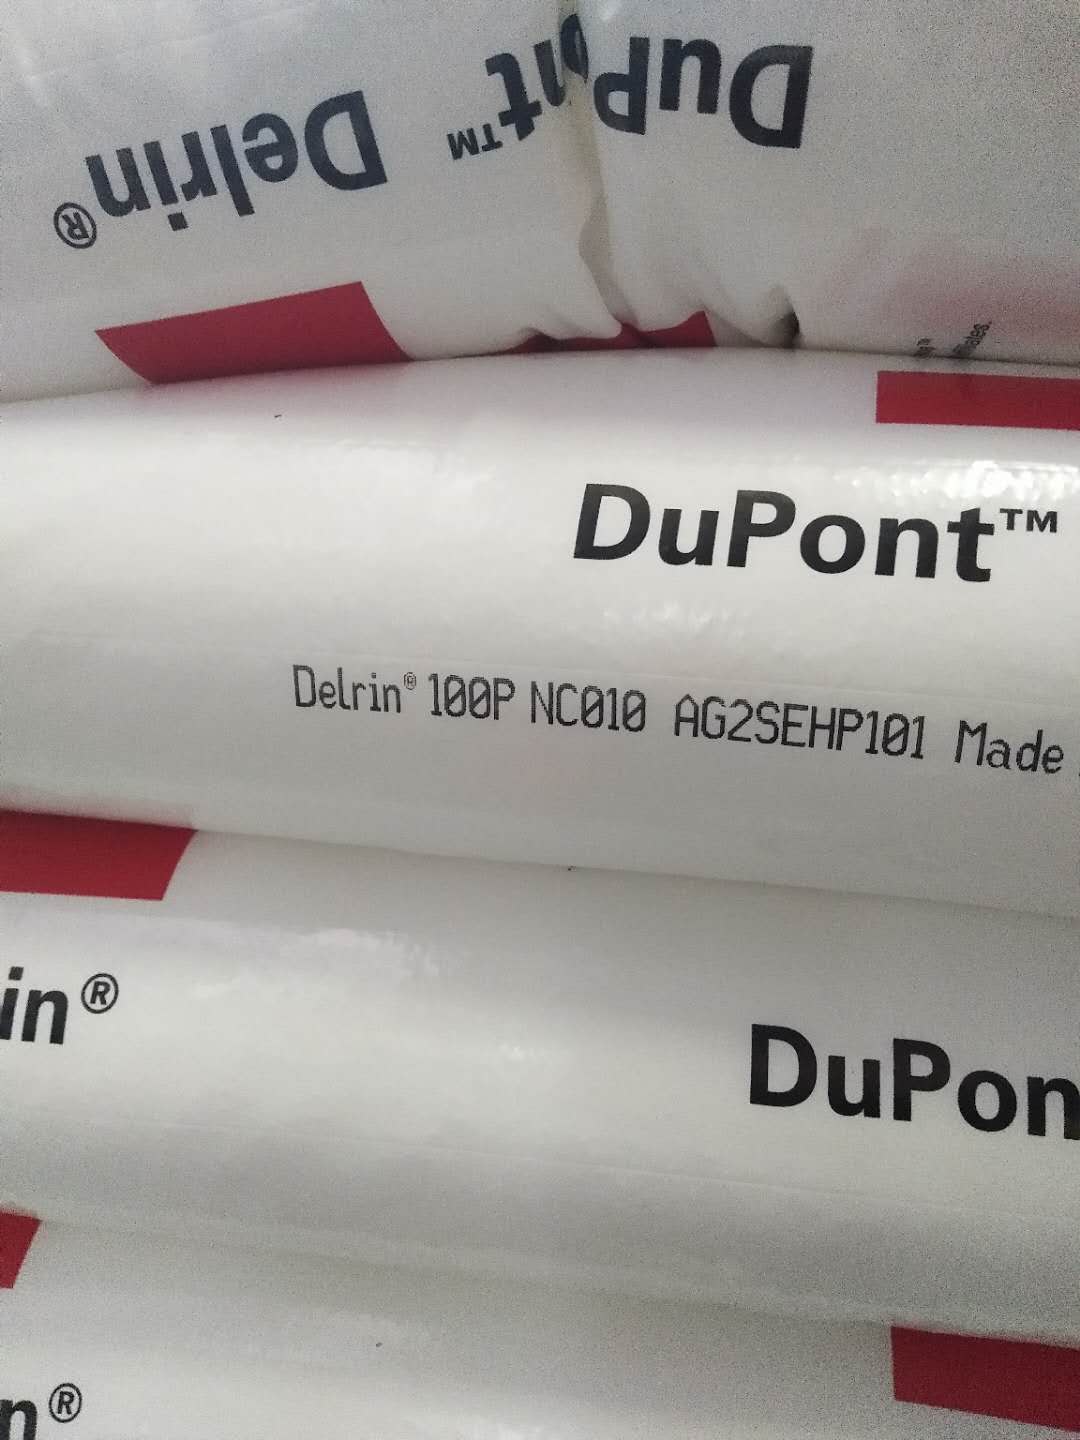 DuPont™ Delrin®
DuPont™
Delrin® 100P NC010 AG2SEHP101 Made
in®
DuPon
n®